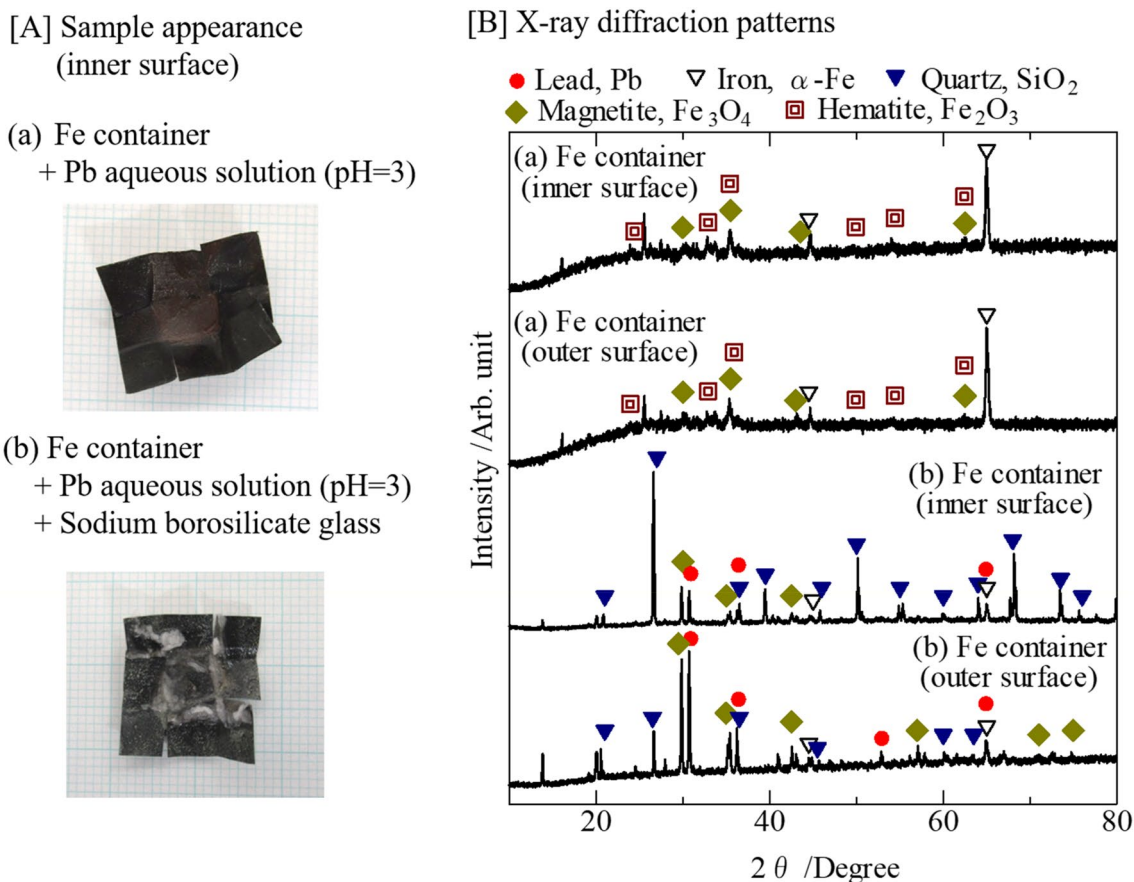 [A] Sample appearance
(inner surface)
(a) Fe container
+ Pb aqueous solution (pH=3)
(b) Fe container
+ Pb aqueous solution (pH=3)
+ Sodium borosilicate glass
[B] X-ray diffraction patterns
Lead, Pb
Iron, α-Fe
Quartz, SiO₂
Magnetite, Fe₃O₄
Hematite, Fe₂O₃
(a) Fe container
(inner surface)
(a) Fe container
(outer surface)
(b) Fe container
(inner surface)
(b) Fe container
(outer surface)
Intensity /Arb. unit
20
40
60
80
2 θ /Degree